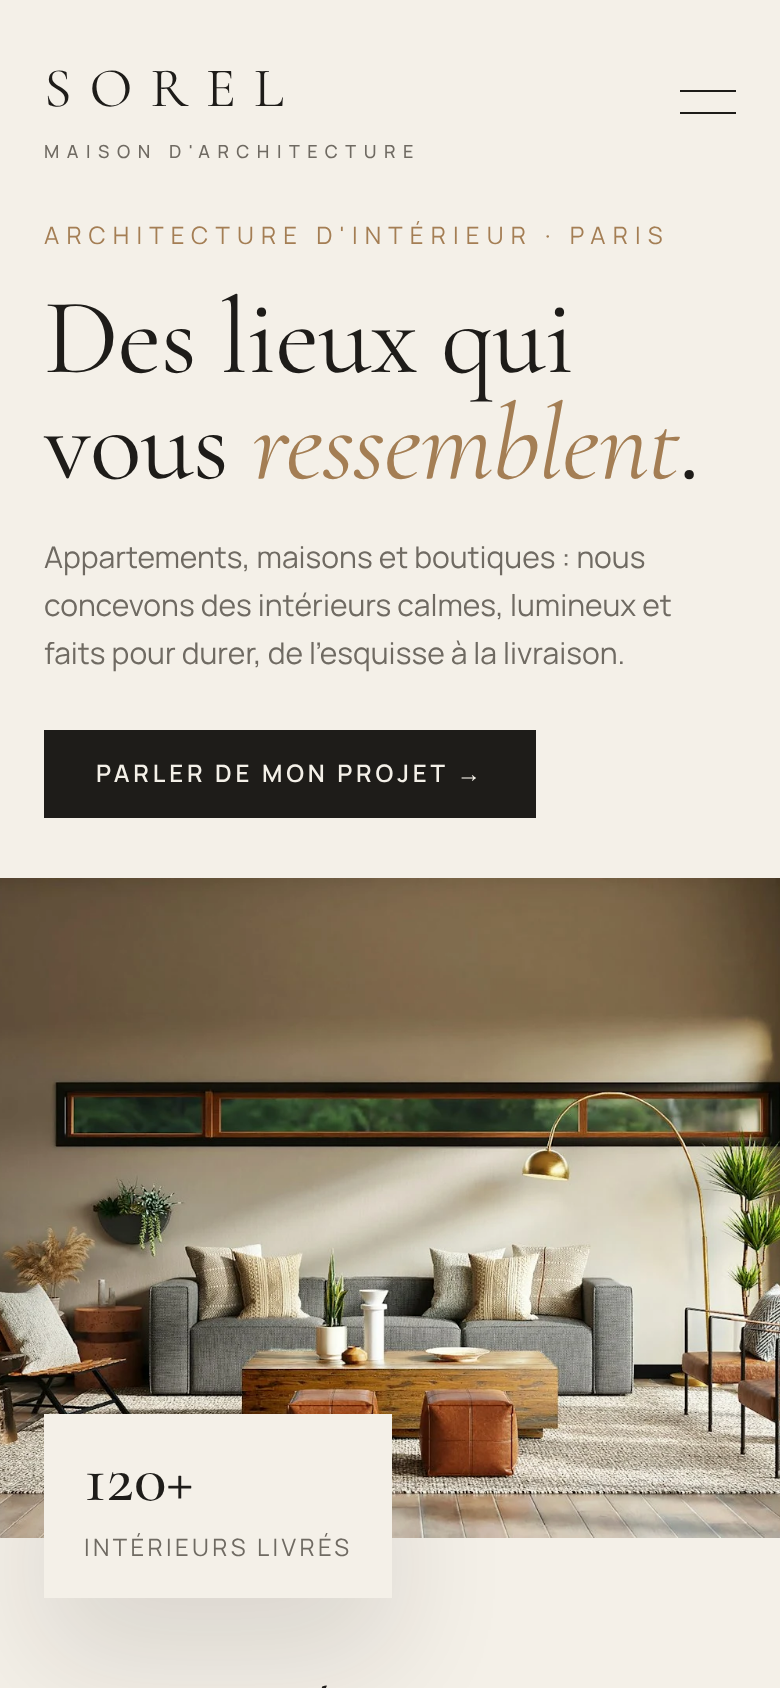 SOREL
MAISON D'ARCHITECTURE
ARCHITECTURE D'INTÉRIEUR · PARIS
Des lieux qui
vous ressemblent.
Appartements, maisons et boutiques : nous
concevons des intérieurs calmes, lumineux et
faits pour durer, de l’esquisse à la livraison.
PARLER DE MON PROJET →
120+
INTÉRIEURS LIVRÉS